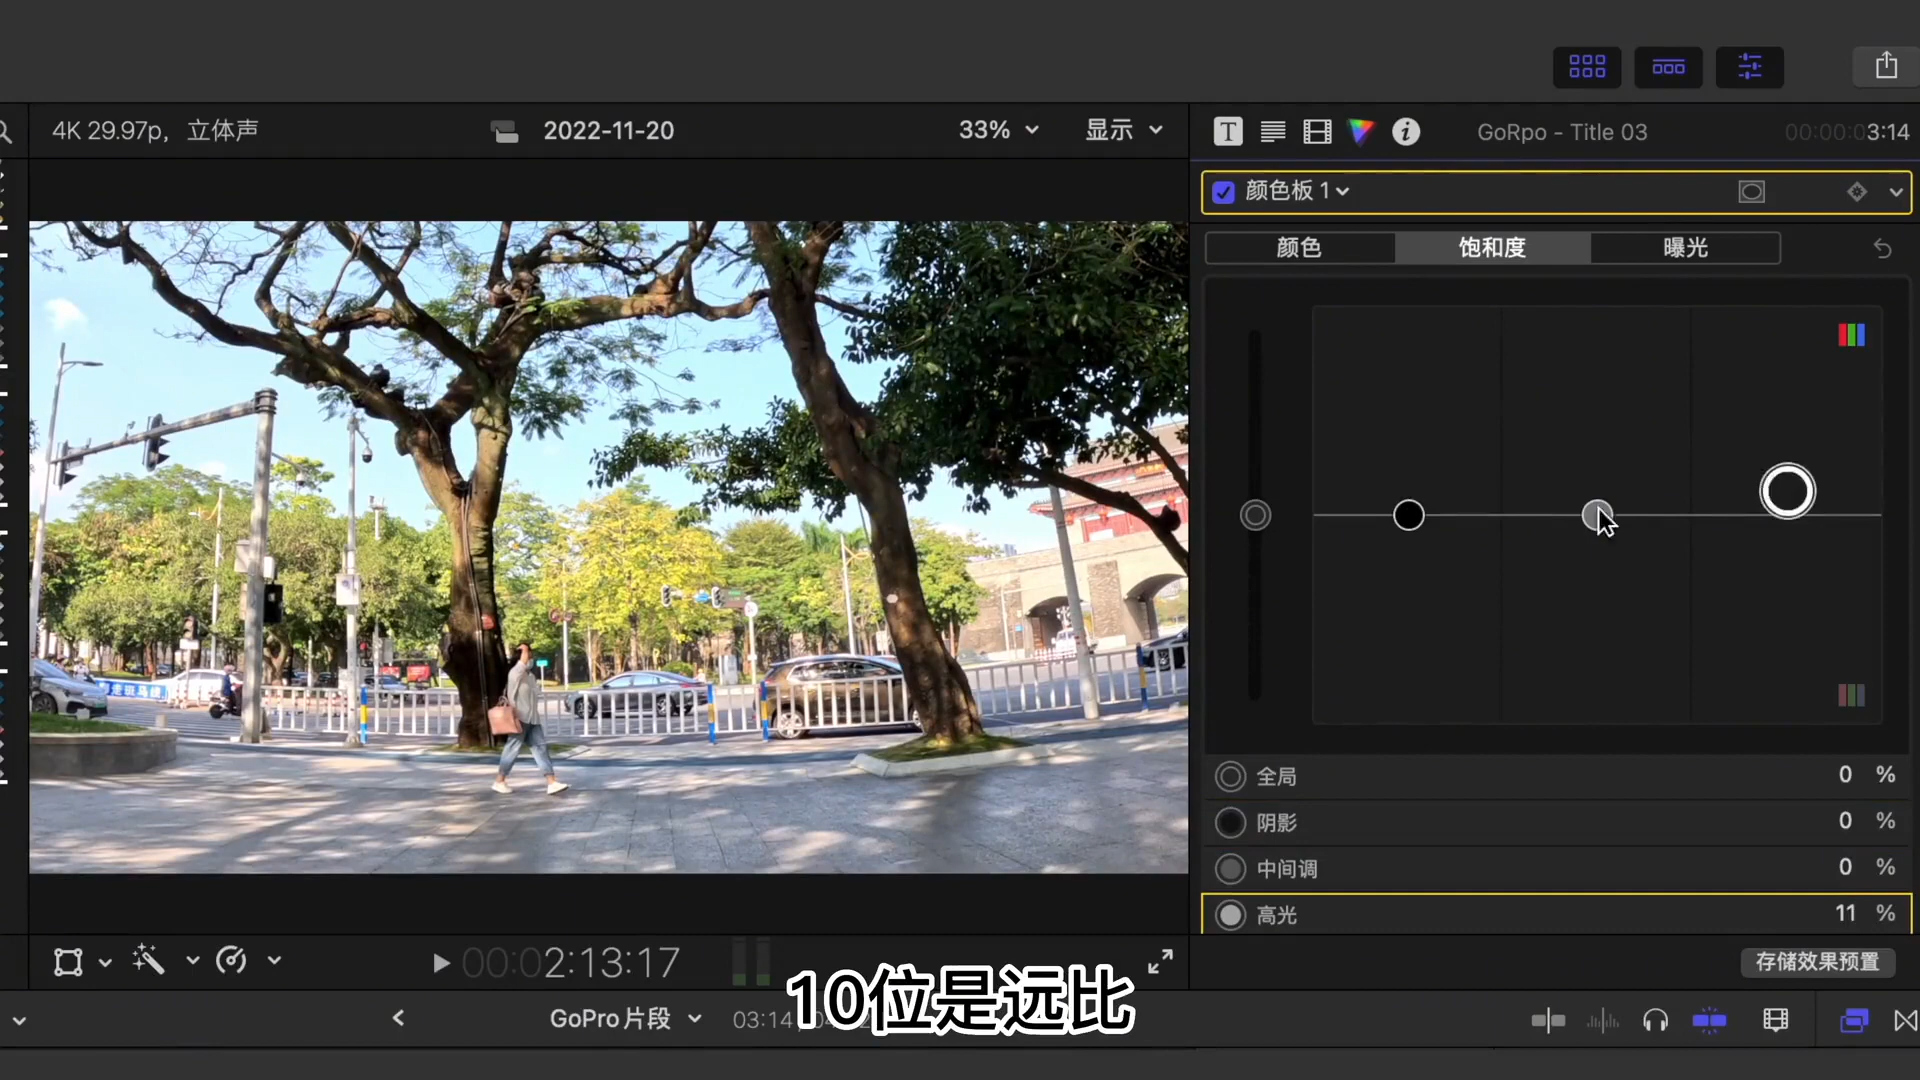 4K 29.97p, 立体声
2022-11-20
33%
显示
GoRpo - Title 03
00:00:03:14
颜色板 1
颜色
饱和度
曝光
全局 0 %
阴影 0 %
中间调 0 %
高光 11 %
00:02:13:17
存储效果预置
GoPro片段
03:14
10位是远比